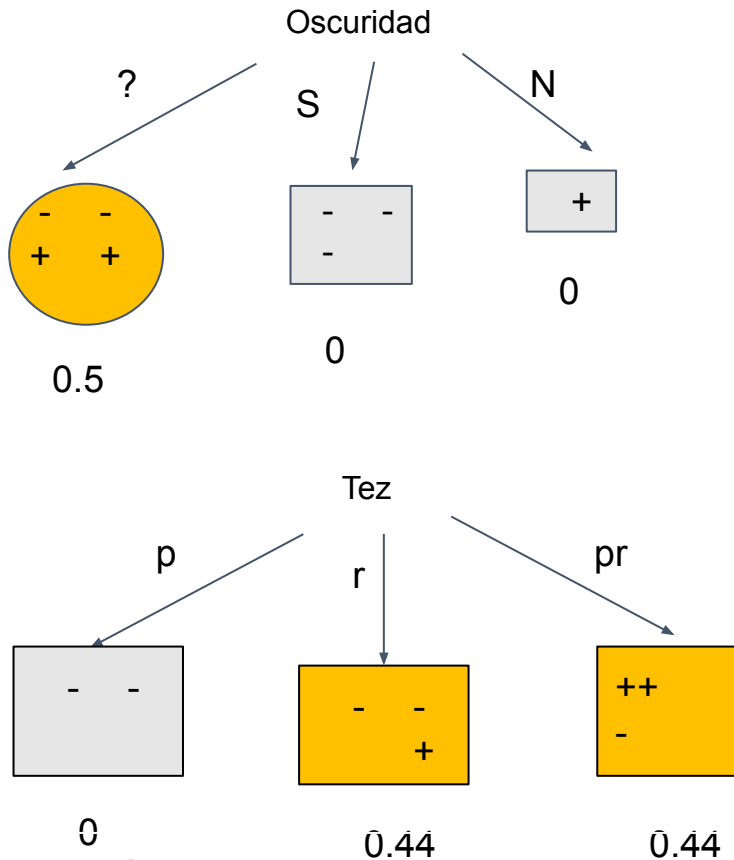 Oscuridad
? S N
- - - - +
+ + -
0.5 0 0
Tez
p r pr
- - - - ++
+ -
0 0.44 0.44